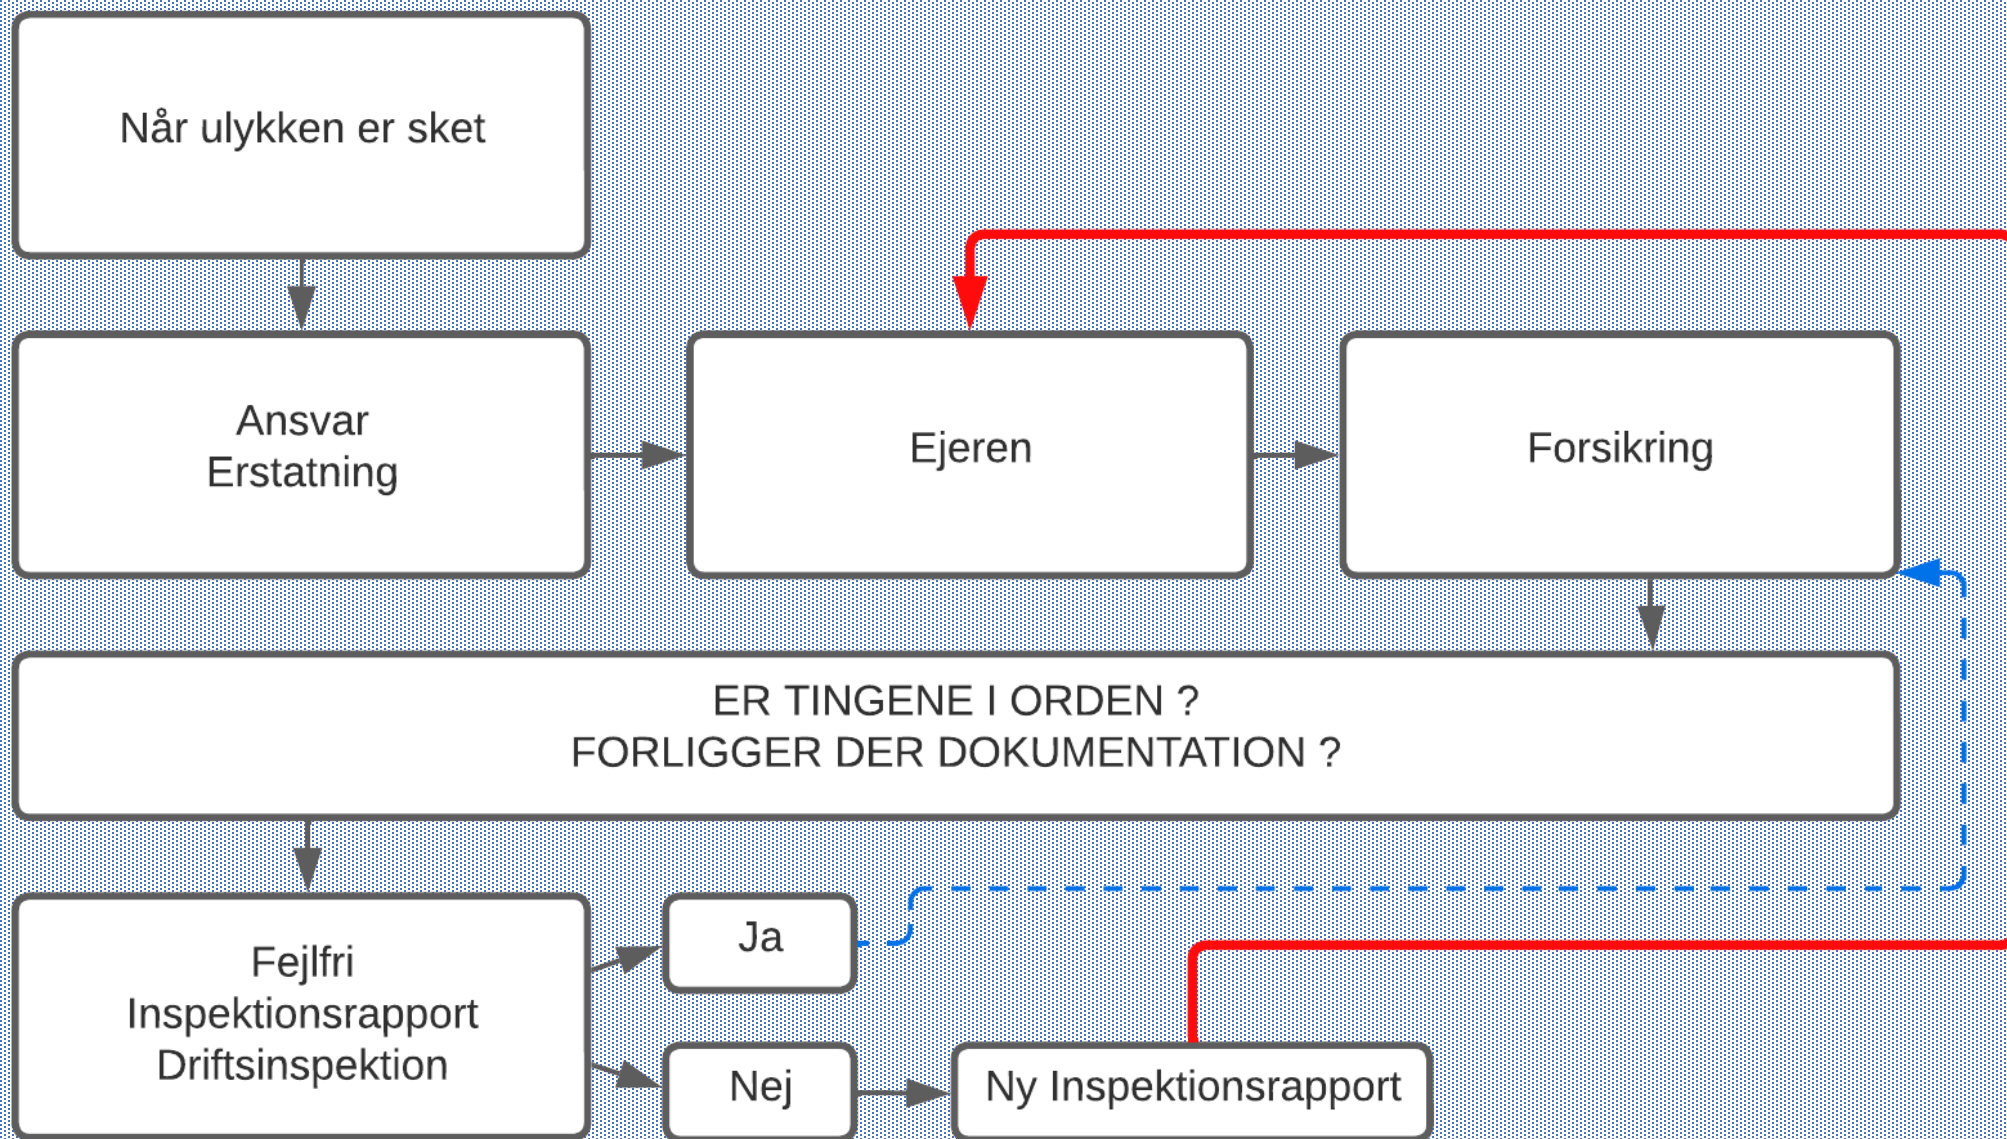 Når ulykken er sket
Ansvar
Erstatning
Ejeren
Forsikring
ER TINGENE I ORDEN ?
FORLIGGER DER DOKUMENTATION ?
Fejlfri
Inspektionsrapport
Driftsinspektion
Ja
Nej
Ny Inspektionsrapport